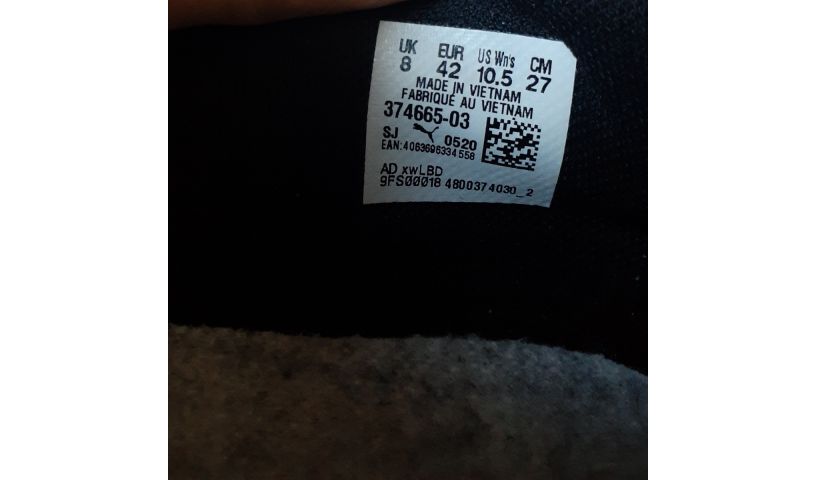 UK EUR US Wn's CM
8 42 10.5 27
MADE IN VIETNAM
FABRIQUÉ AU VIETNAM
374665-03
SJ 0520
EAN:4063696334558
AD xwLBD
9FS00018 4800374030_2